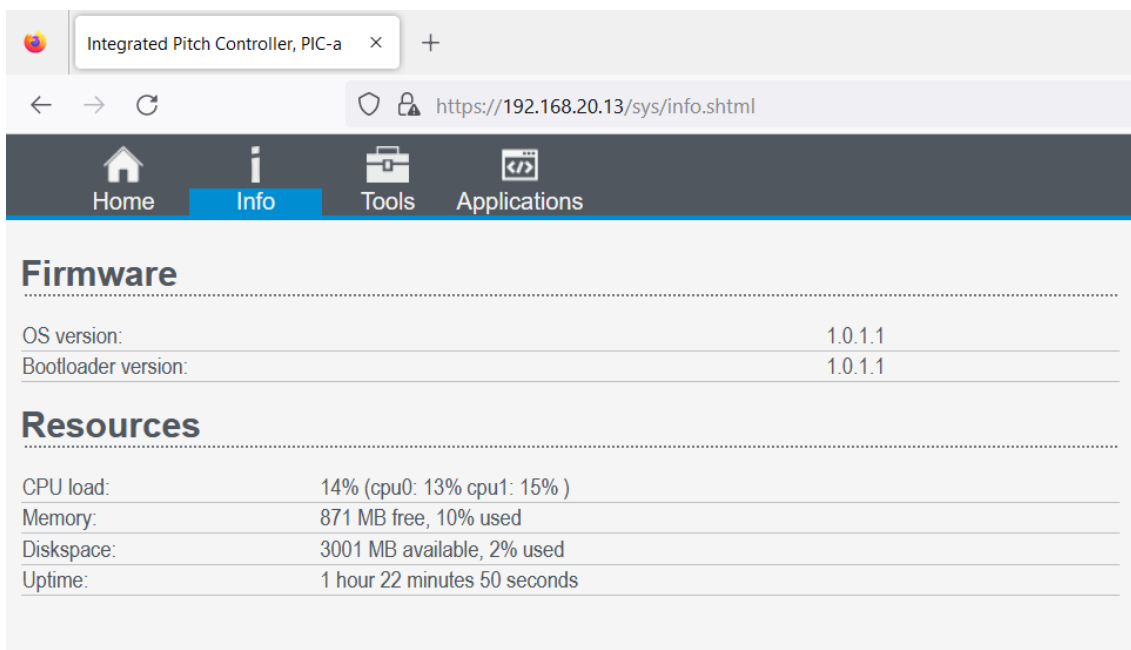 Integrated Pitch Controller, PIC-a
https://192.168.20.13/sys/info.shtml
Home Info Tools Applications
Firmware
OS version: 1.0.1.1
Bootloader version: 1.0.1.1
Resources
CPU load: 14% (cpu0: 13% cpu1: 15% )
Memory: 871 MB free, 10% used
Diskspace: 3001 MB available, 2% used
Uptime: 1 hour 22 minutes 50 seconds